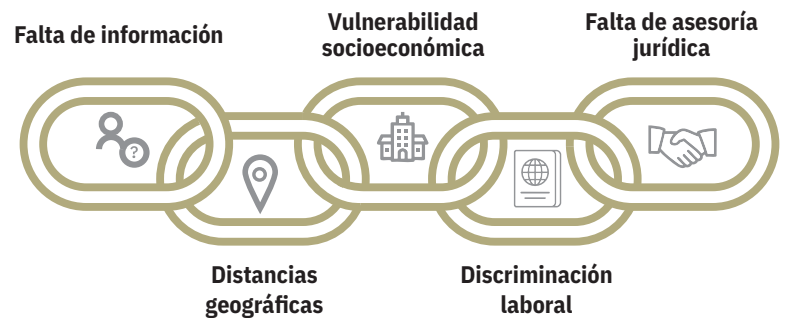 Falta de información
Vulnerabilidad
socioeconómica
Falta de asesoría
jurídica
?
Distancias
geográficas
Discriminación
laboral